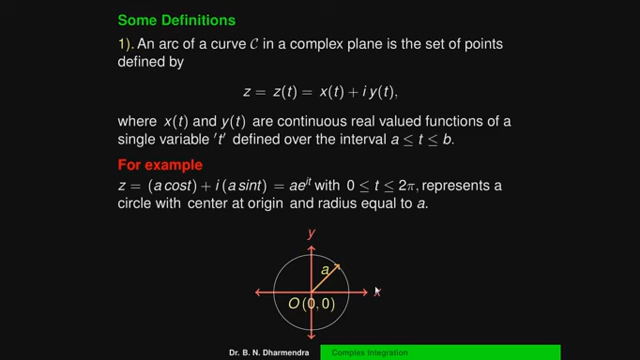 Some Definitions
1). An arc of a curve 𝒞 in a complex plane is the set of points
defined by
z = z(t) = x(t) + i y(t),
where x(t) and y(t) are continuous real valued functions of a
single variable 't' defined over the interval a ≤ t ≤ b.
For example
z = (a cost) + i (a sint) = ae^{it} with 0 ≤ t ≤ 2π, represents a
circle with center at origin and radius equal to a.
y
a
x
O (0, 0)
Dr. B. N. Dharmendra Complex Integration